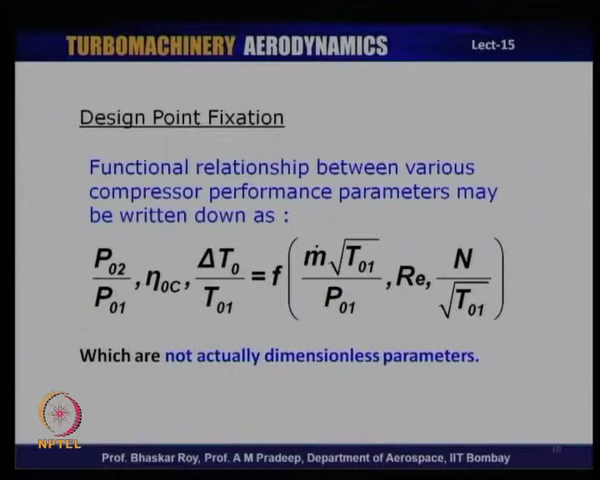 TURBOMACHINERY AERODYNAMICS
Lect-15
Design Point Fixation
Functional relationship between various
compressor performance parameters may
be written down as :
P₀₂/P₀₁ , η₀C , ΔT₀/T₀₁ = f ( ṁ√T₀₁/P₀₁ , Re, N/√T₀₁ )
Which are not actually dimensionless parameters.
NPTEL
Prof. Bhaskar Roy, Prof. A M Pradeep, Department of Aerospace, IIT Bombay
10